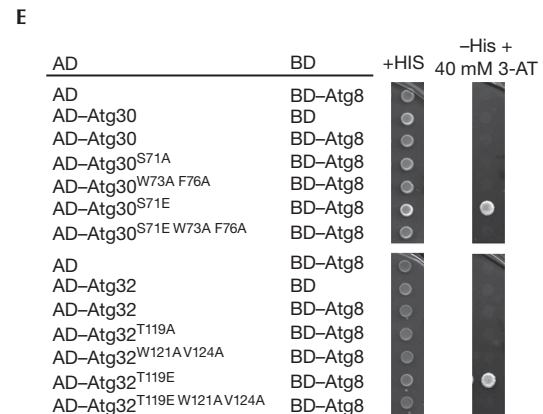 E
–His +
AD BD +HIS 40 mM 3-AT
AD BD–Atg8
AD–Atg30 BD
AD–Atg30 BD–Atg8
AD–Atg30S71A BD–Atg8
AD–Atg30W73A F76A BD–Atg8
AD–Atg30S71E BD–Atg8
AD–Atg30S71E W73A F76A BD–Atg8
AD BD–Atg8
AD–Atg32 BD
AD–Atg32 BD–Atg8
AD–Atg32T119A BD–Atg8
AD–Atg32W121A V124A BD–Atg8
AD–Atg32T119E BD–Atg8
AD–Atg32T119E W121A V124A BD–Atg8